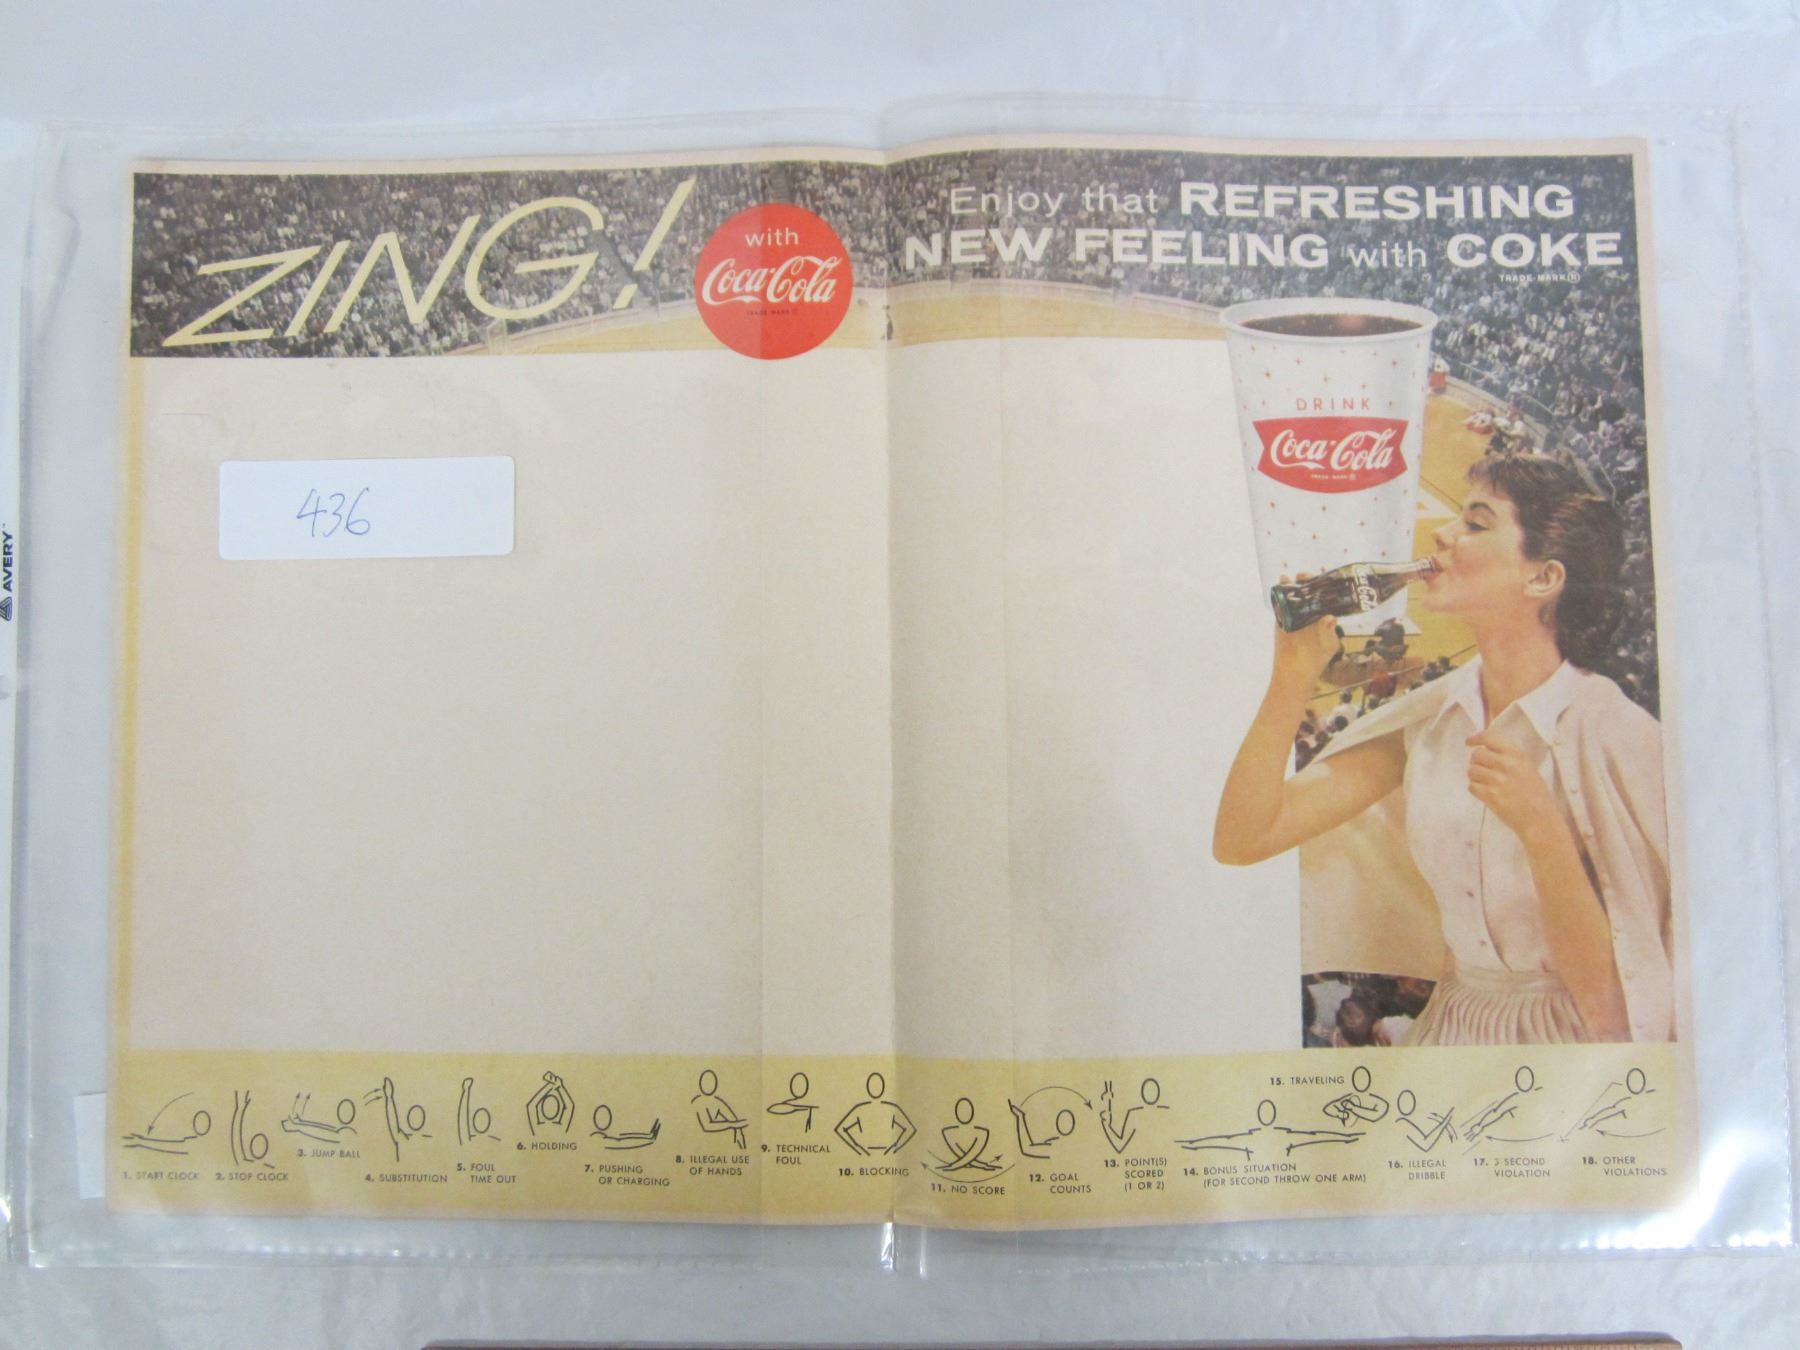 ZING!
with
Coca-Cola
TRADE MARK ®
Enjoy that REFRESHING
NEW FEELING with COKE
TRADE-MARK ®
DRINK
Coca-Cola
TRADE MARK ®
Coca-Cola
436
AVERY
1. START CLOCK
2. STOP CLOCK
3. JUMP BALL
4. SUBSTITUTION
5. FOUL
TIME OUT
6. HOLDING
7. PUSHING
OR CHARGING
8. ILLEGAL USE
OF HANDS
9. TECHNICAL
FOUL
10. BLOCKING
11. NO SCORE
12. GOAL
COUNTS
13. POINT(S)
SCORED
(1 OR 2)
14. BONUS SITUATION
(FOR SECOND THROW ONE ARM)
15. TRAVELING
16. ILLEGAL
DRIBBLE
17. 3 SECOND
VIOLATION
18. OTHER
VIOLATIONS